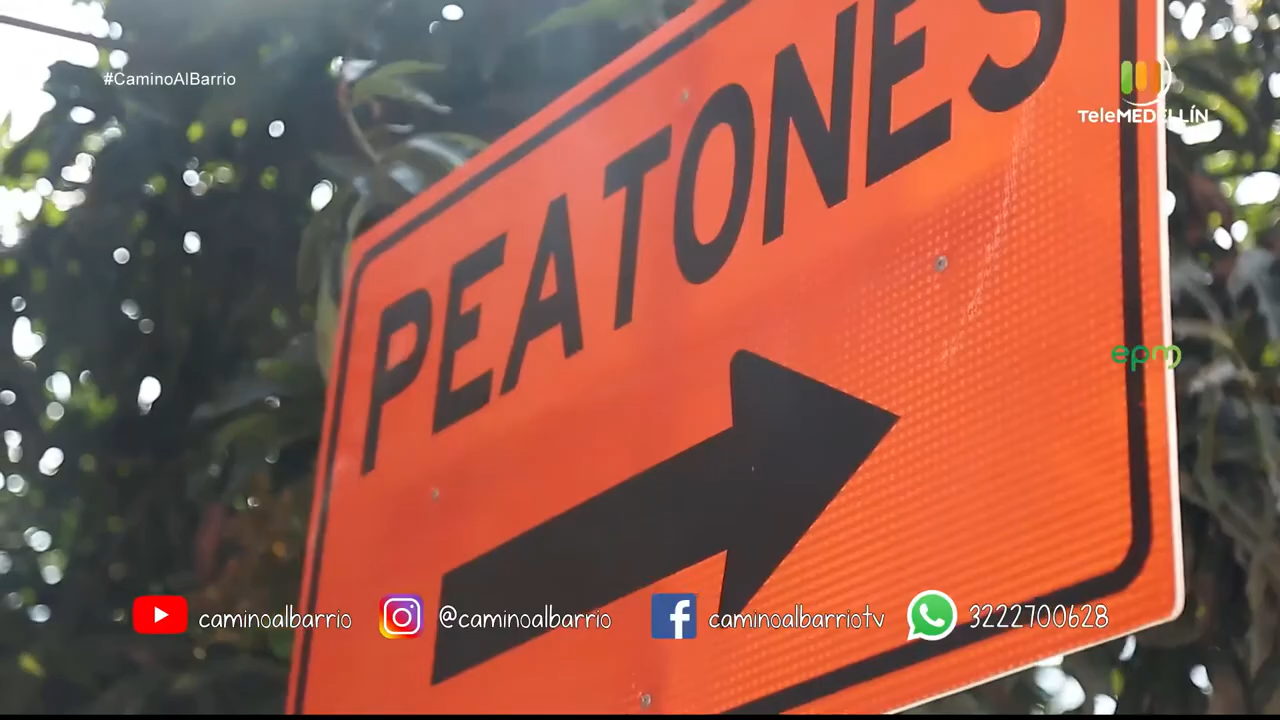 #CaminoAlBarrio
TeleMEDELLÍN
PEATONES
epm
caminoalbarrio
@caminoalbarrio
caminoalbarriotv
3222700628